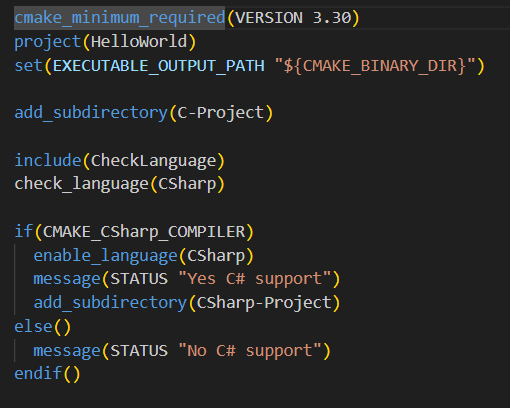 cmake_minimum_required(VERSION 3.30)
project(HelloWorld)
set(EXECUTABLE_OUTPUT_PATH "${CMAKE_BINARY_DIR}")
add_subdirectory(C-Project)
include(CheckLanguage)
check_language(CSharp)
if(CMAKE_CSharp_COMPILER)
enable_language(CSharp)
message(STATUS "Yes C# support")
add_subdirectory(CSharp-Project)
else()
message(STATUS "No C# support")
endif()